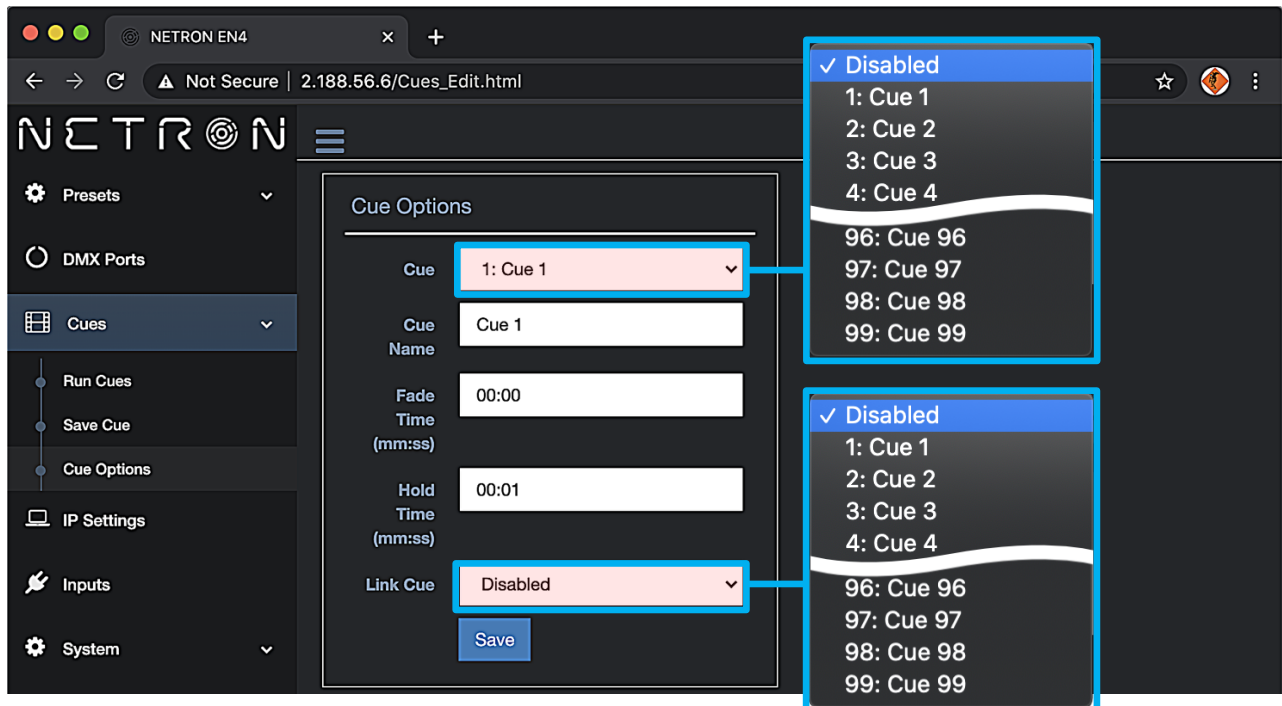 NETRON EN4
Not Secure | 2.188.56.6/Cues_Edit.html
NETRON
Presets
DMX Ports
Cues
Run Cues
Save Cue
Cue Options
IP Settings
Inputs
System
Cue Options
Cue
1: Cue 1
Cue
Name
Cue 1
Fade
Time
(mm:ss)
00:00
Hold
Time
(mm:ss)
00:01
Link Cue
Disabled
Save
✓ Disabled
1: Cue 1
2: Cue 2
3: Cue 3
4: Cue 4
96: Cue 96
97: Cue 97
98: Cue 98
99: Cue 99
✓ Disabled
1: Cue 1
2: Cue 2
3: Cue 3
4: Cue 4
96: Cue 96
97: Cue 97
98: Cue 98
99: Cue 99